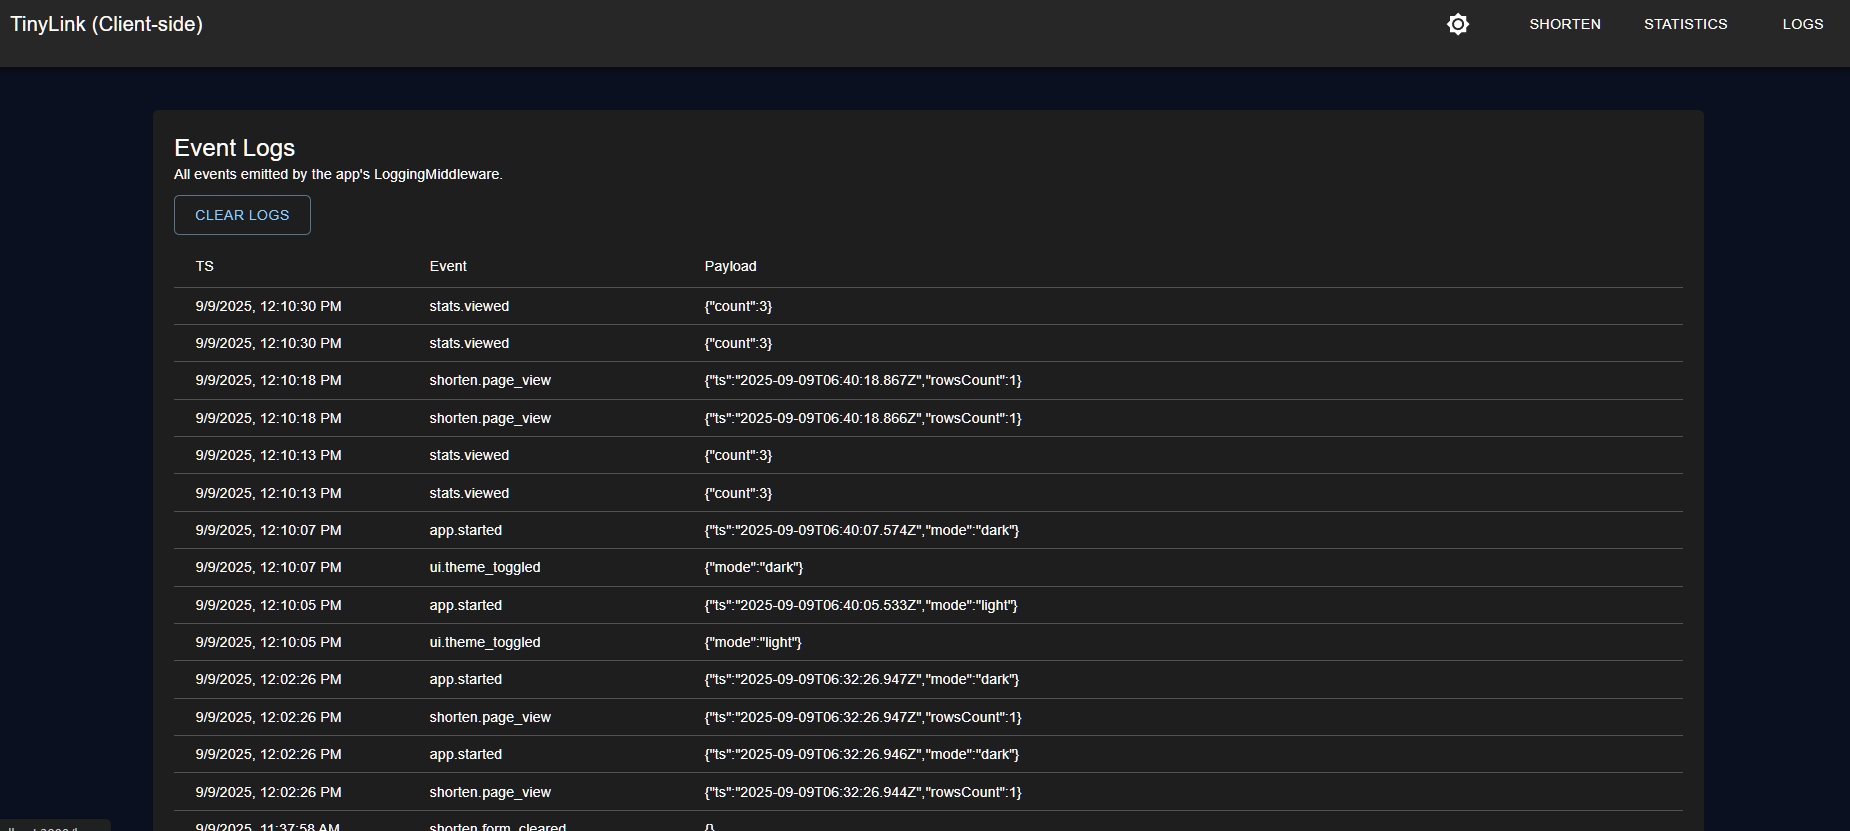 TinyLink (Client-side) SHORTEN STATISTICS LOGS
Event Logs
All events emitted by the app's LoggingMiddleware.
CLEAR LOGS
TS Event Payload
9/9/2025, 12:10:30 PM stats.viewed {"count":3}
9/9/2025, 12:10:30 PM stats.viewed {"count":3}
9/9/2025, 12:10:18 PM shorten.page_view {"ts":"2025-09-09T06:40:18.867Z","rowsCount":1}
9/9/2025, 12:10:18 PM shorten.page_view {"ts":"2025-09-09T06:40:18.866Z","rowsCount":1}
9/9/2025, 12:10:13 PM stats.viewed {"count":3}
9/9/2025, 12:10:13 PM stats.viewed {"count":3}
9/9/2025, 12:10:07 PM app.started {"ts":"2025-09-09T06:40:07.574Z","mode":"dark"}
9/9/2025, 12:10:07 PM ui.theme_toggled {"mode":"dark"}
9/9/2025, 12:10:05 PM app.started {"ts":"2025-09-09T06:40:05.533Z","mode":"light"}
9/9/2025, 12:10:05 PM ui.theme_toggled {"mode":"light"}
9/9/2025, 12:02:26 PM app.started {"ts":"2025-09-09T06:32:26.947Z","mode":"dark"}
9/9/2025, 12:02:26 PM shorten.page_view {"ts":"2025-09-09T06:32:26.947Z","rowsCount":1}
9/9/2025, 12:02:26 PM app.started {"ts":"2025-09-09T06:32:26.946Z","mode":"dark"}
9/9/2025, 12:02:26 PM shorten.page_view {"ts":"2025-09-09T06:32:26.944Z","rowsCount":1}
9/9/2025, 11:37:58 AM shorten.form_cleared {}